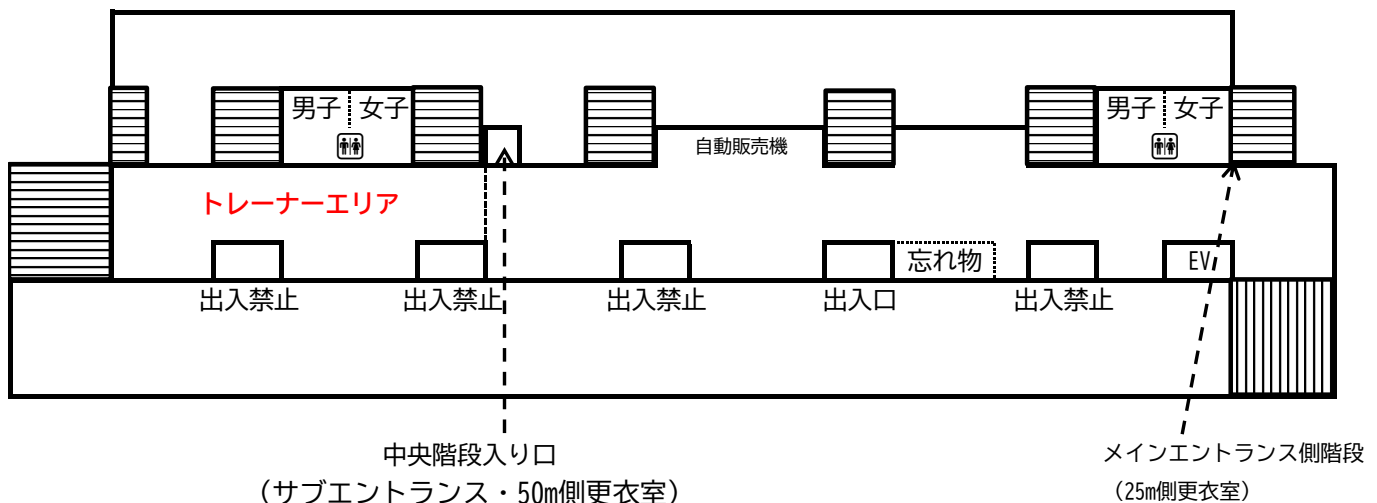 男子 女子
男子 女子
自動販売機
トレーナーエリア
忘れ物
EV
出入禁止
出入禁止
出入禁止
出入口
出入禁止
中央階段入り口
(サブエントランス・50m側更衣室)
メインエントランス側階段
(25m側更衣室)